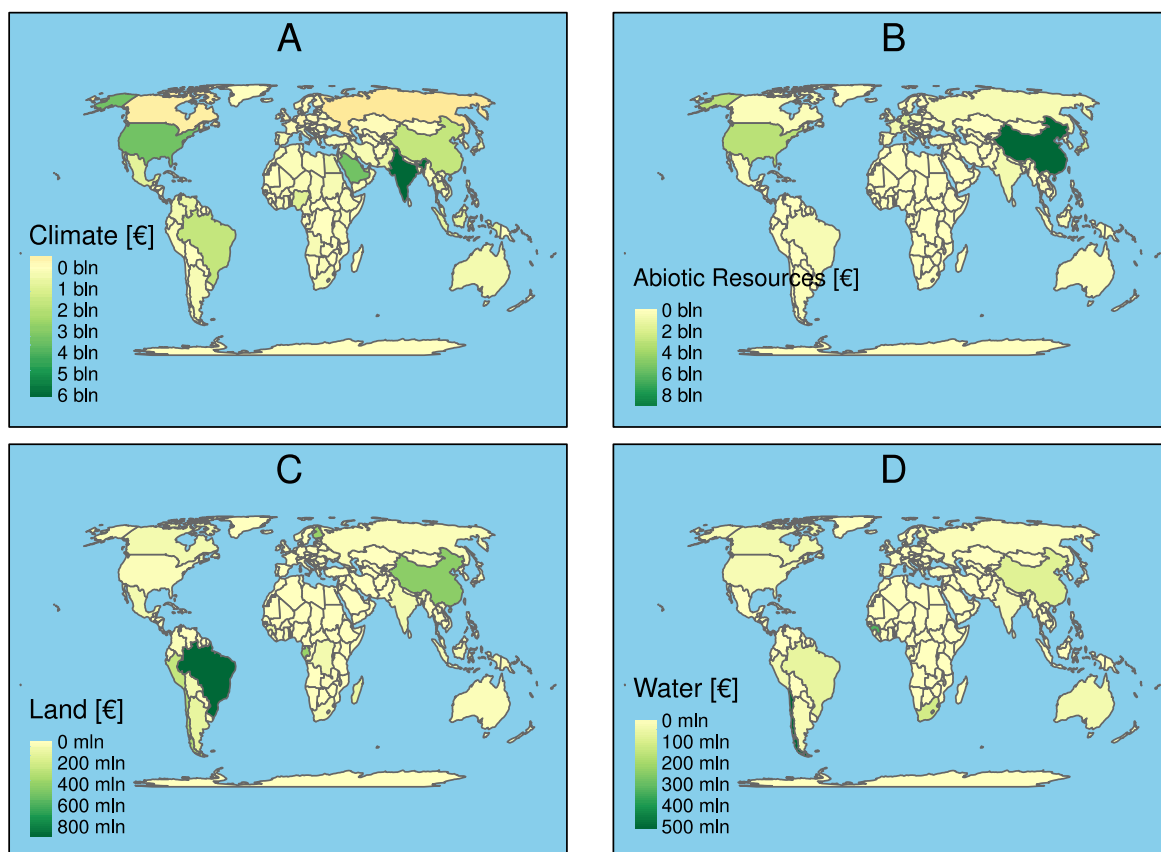 A
Climate [€]
0 bln
1 bln
2 bln
3 bln
4 bln
5 bln
6 bln
B
Abiotic Resources [€]
0 bln
2 bln
4 bln
6 bln
8 bln
C
Land [€]
0 mln
200 mln
400 mln
600 mln
800 mln
D
Water [€]
0 mln
100 mln
200 mln
300 mln
400 mln
500 mln